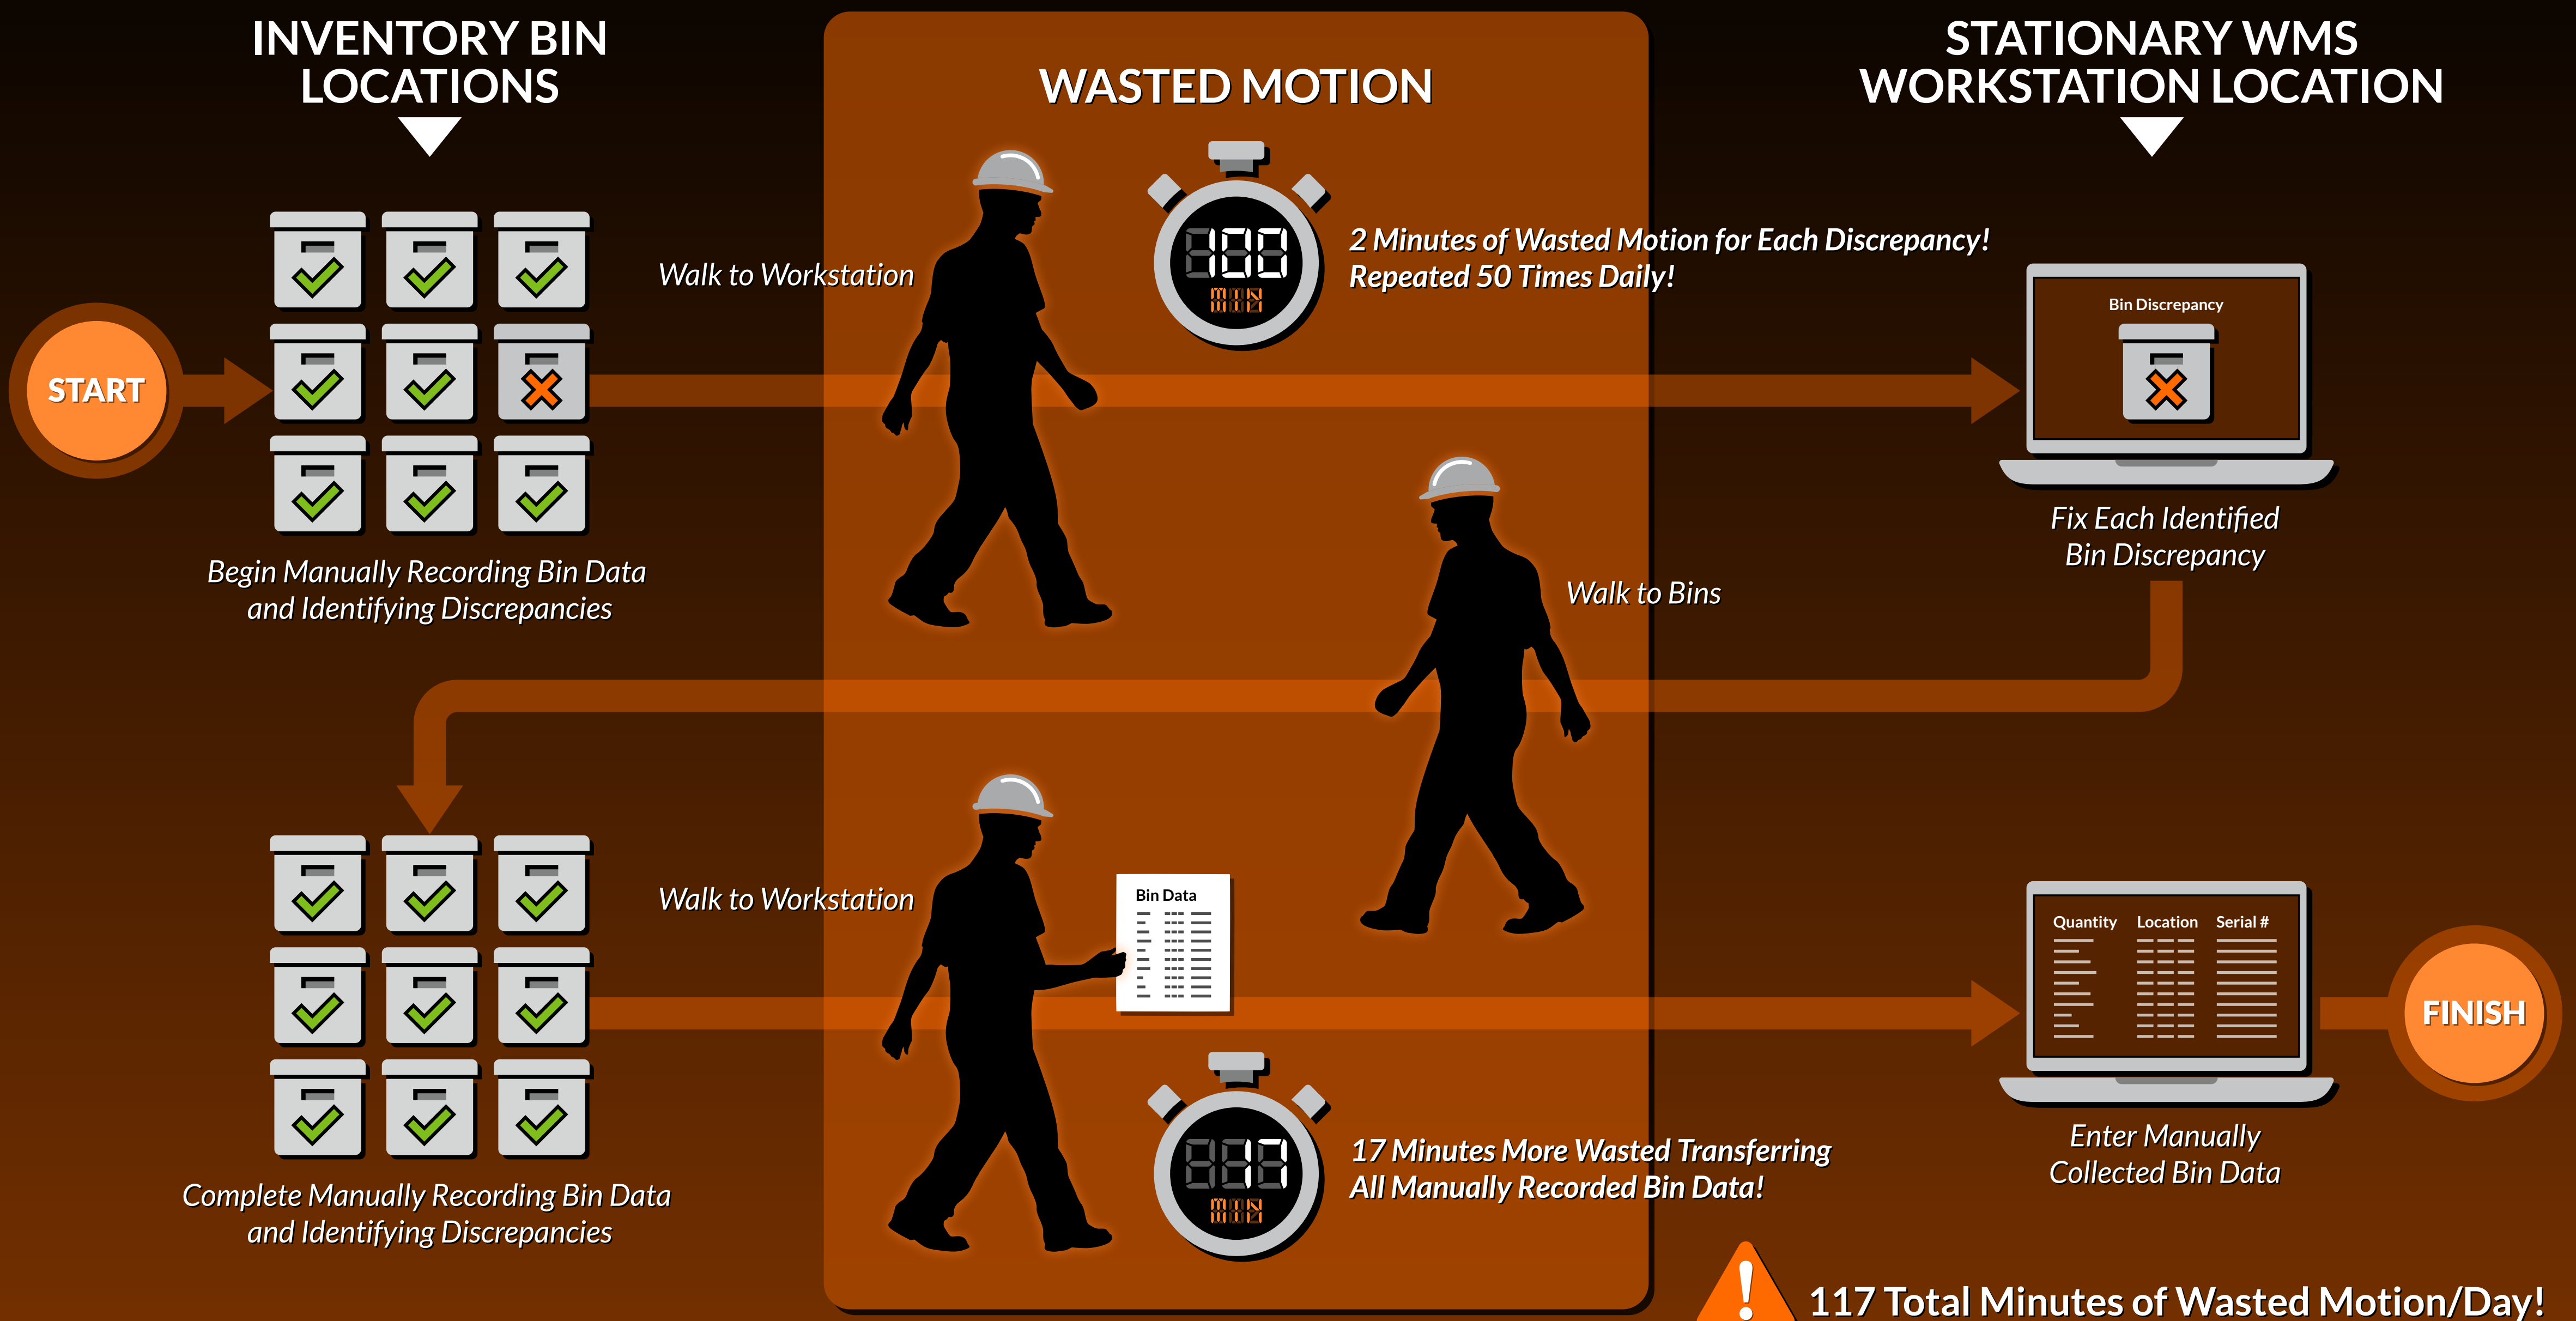 INVENTORY BIN
LOCATIONS
WASTED MOTION
STATIONARY WMS
WORKSTATION LOCATION
START
Walk to Workstation
100
MIN
2 Minutes of Wasted Motion for Each Discrepancy!
Repeated 50 Times Daily!
Bin Discrepancy
Begin Manually Recording Bin Data
and Identifying Discrepancies
Fix Each Identified
Bin Discrepancy
Walk to Bins
Walk to Workstation
Bin Data
Quantity Location Serial #
FINISH
Complete Manually Recording Bin Data
and Identifying Discrepancies
17
MIN
17 Minutes More Wasted Transferring
All Manually Recorded Bin Data!
Enter Manually
Collected Bin Data
!
117 Total Minutes of Wasted Motion/Day!